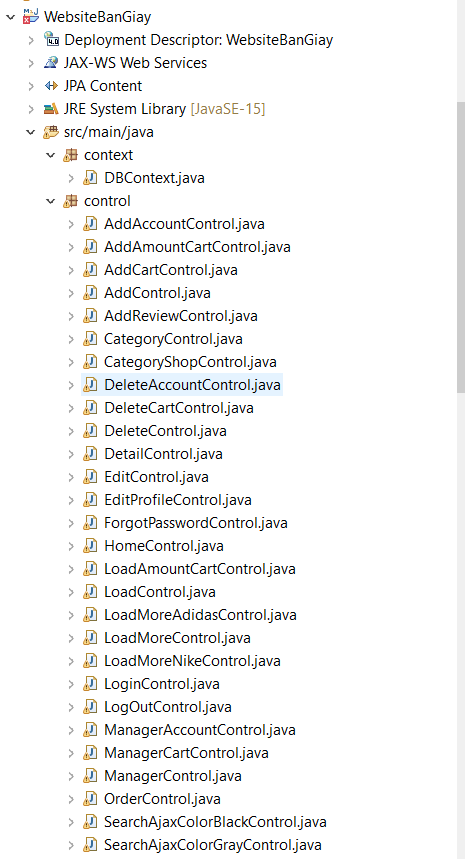 WebsiteBanGiay
Deployment Descriptor: WebsiteBanGiay
JAX-WS Web Services
JPA Content
JRE System Library [JavaSE-15]
src/main/java
context
DBContext.java
control
AddAccountControl.java
AddAmountCartControl.java
AddCartControl.java
AddControl.java
AddReviewControl.java
CategoryControl.java
CategoryShopControl.java
DeleteAccountControl.java
DeleteCartControl.java
DeleteControl.java
DetailControl.java
EditControl.java
EditProfileControl.java
ForgotPasswordControl.java
HomeControl.java
LoadAmountCartControl.java
LoadControl.java
LoadMoreAdidasControl.java
LoadMoreControl.java
LoadMoreNikeControl.java
LoginControl.java
LogOutControl.java
ManagerAccountControl.java
ManagerCartControl.java
ManagerControl.java
OrderControl.java
SearchAjaxColorBlackControl.java
SearchAjaxColorGrayControl.java